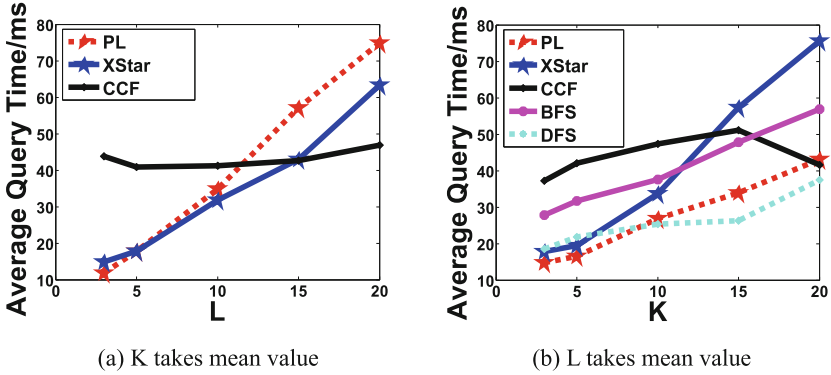 Average Query Time/ms
80
70
60
50
40
30
20
10
PL
XStar
CCF
0 5 10 15 20
L
(a) K takes mean value
Average Query Time/ms
80
70
60
50
40
30
20
10
PL
XStar
CCF
BFS
DFS
0 5 10 15 20
K
(b) L takes mean value